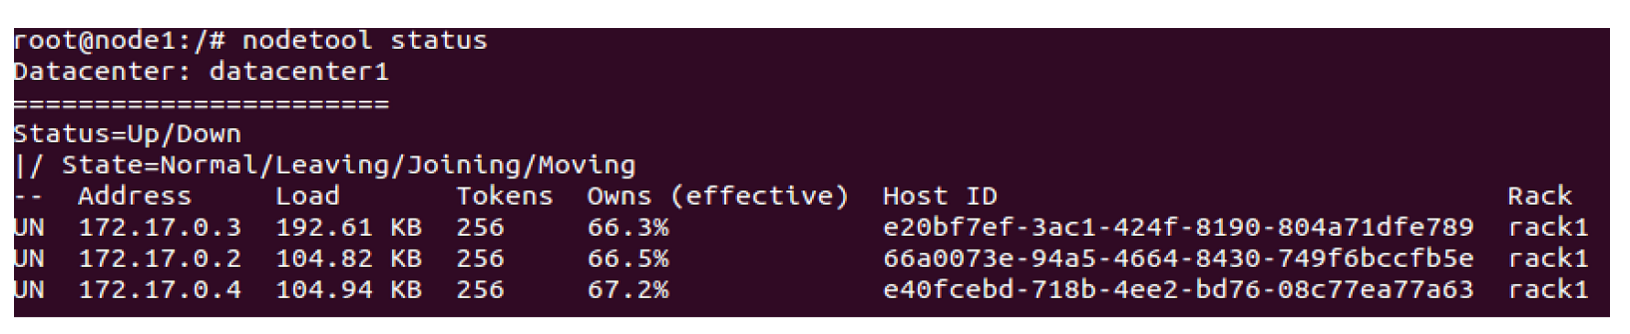 root@node1:/# nodetool status
Datacenter: datacenter1
=======================
Status=Up/Down
|/ State=Normal/Leaving/Joining/Moving
--  Address      Load       Tokens  Owns (effective)  Host ID                               Rack
UN  172.17.0.3  192.61 KB  256     66.3%             e20bf7ef-3ac1-424f-8190-804a71dfe789  rack1
UN  172.17.0.2  104.82 KB  256     66.5%             66a0073e-94a5-4664-8430-749f6bccfb5e  rack1
UN  172.17.0.4  104.94 KB  256     67.2%             e40fcebd-718b-4ee2-bd76-08c77ea77a63  rack1